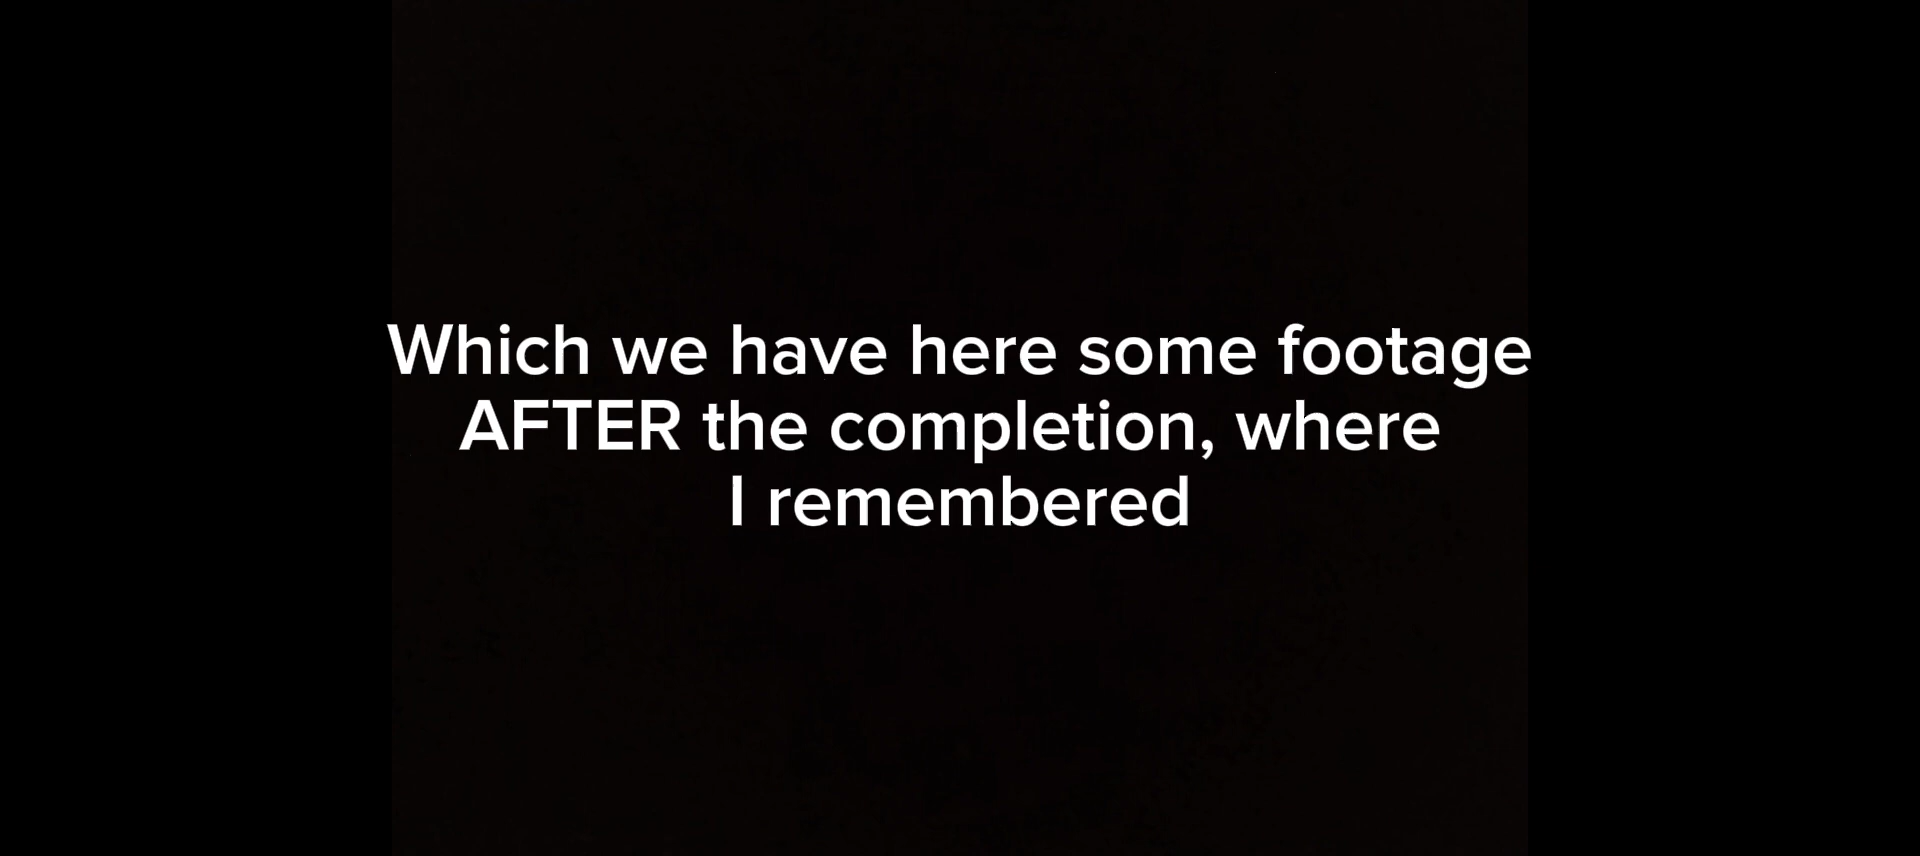 Which we have here some footage
AFTER the completion, where
I remembered